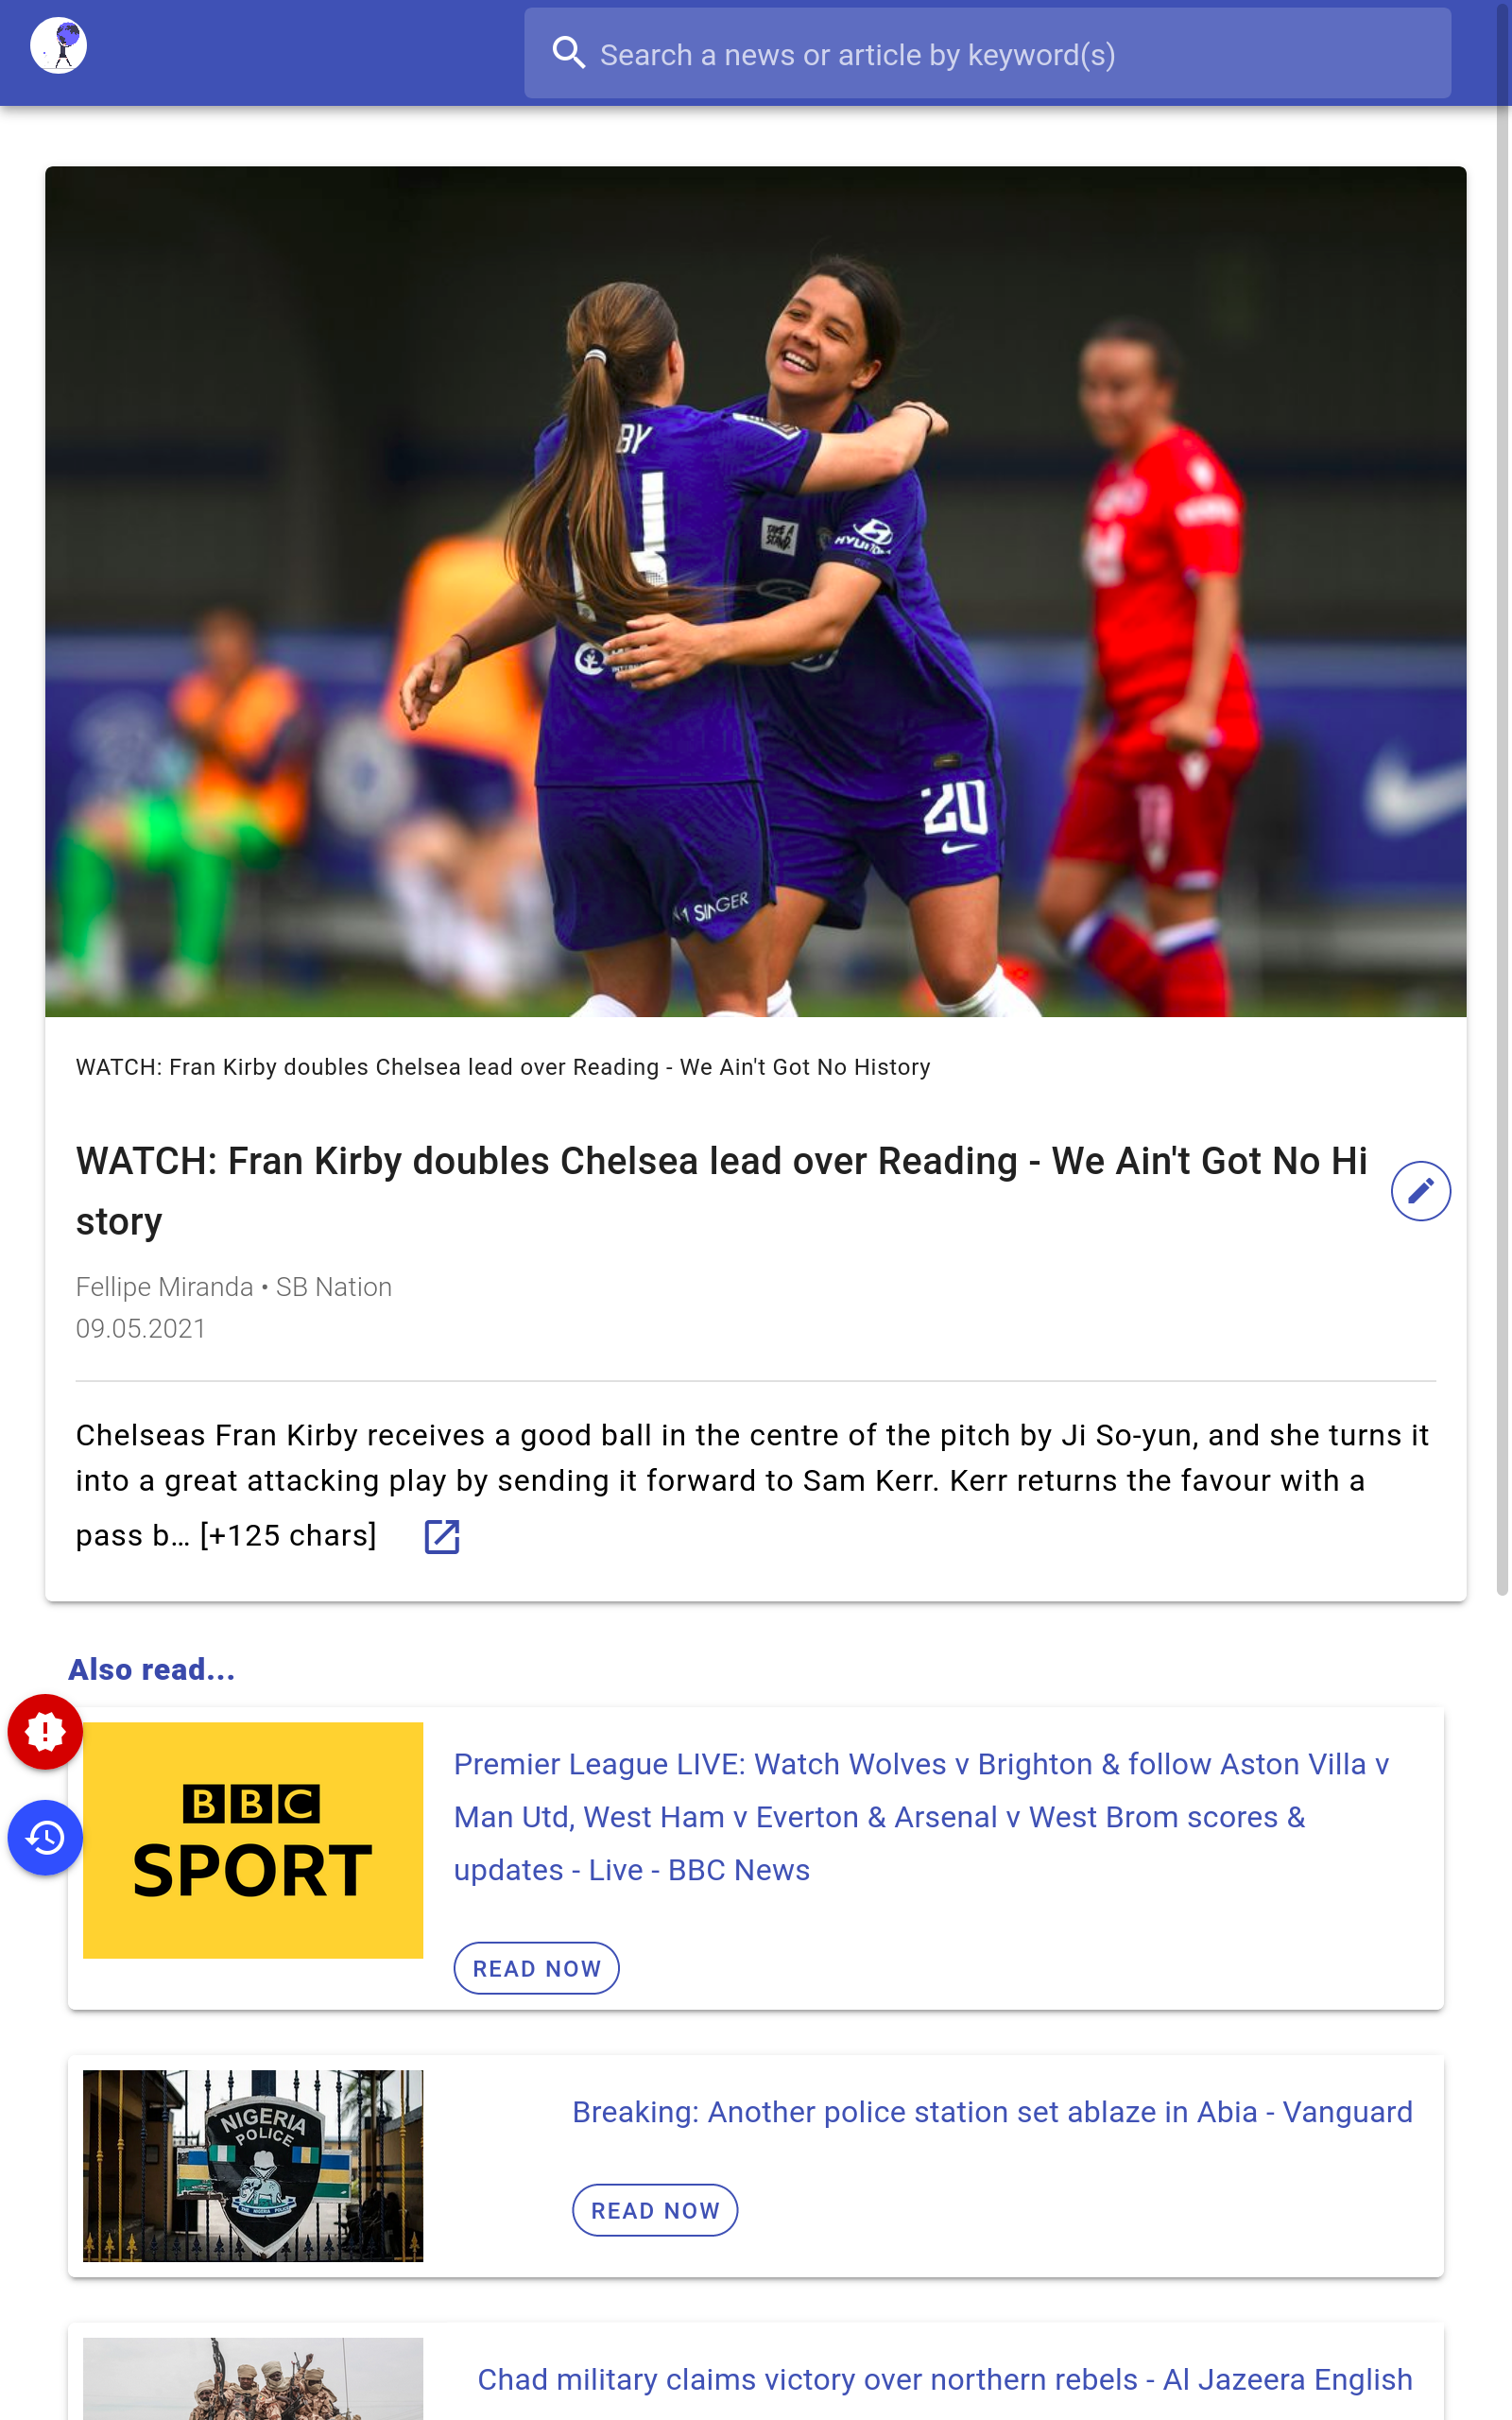 Search a news or article by keyword(s)
BY
TAKE A
STAND
HYUNDAI
20
SINGER
WATCH: Fran Kirby doubles Chelsea lead over Reading - We Ain't Got No History
WATCH: Fran Kirby doubles Chelsea lead over Reading - We Ain't Got No Hi
story
Fellipe Miranda • SB Nation
09.05.2021
Chelseas Fran Kirby receives a good ball in the centre of the pitch by Ji So-yun, and she turns it
into a great attacking play by sending it forward to Sam Kerr. Kerr returns the favour with a
pass b… [+125 chars]
Also read...
BBC
SPORT
Premier League LIVE: Watch Wolves v Brighton & follow Aston Villa v
Man Utd, West Ham v Everton & Arsenal v West Brom scores &
updates - Live - BBC News
READ NOW
NIGERIA
POLICE
Breaking: Another police station set ablaze in Abia - Vanguard
READ NOW
Chad military claims victory over northern rebels - Al Jazeera English